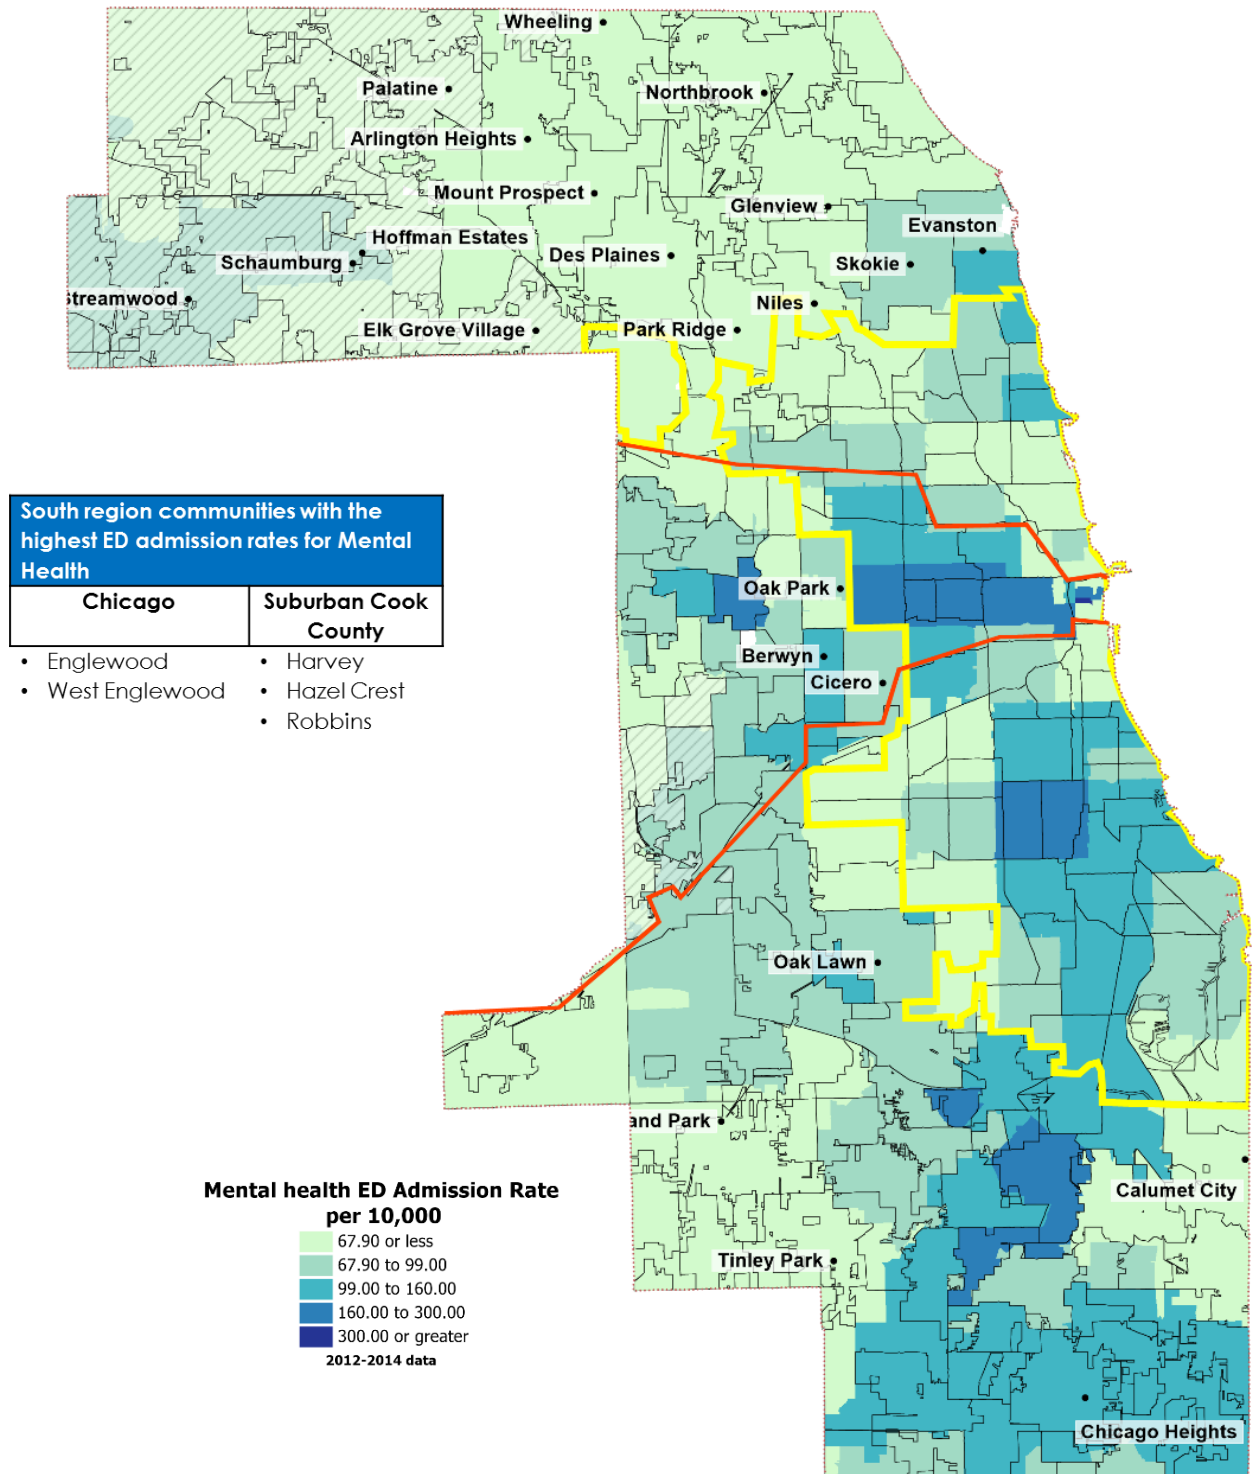 Wheeling
Palatine
Northbrook
Arlington Heights
Mount Prospect
Glenview
Evanston
Hoffman Estates
Des Plaines
Skokie
Schaumburg
treamwood
Niles
Elk Grove Village
Park Ridge
South region communities with the
highest ED admission rates for Mental
Health
Chicago
Suburban Cook
County
• Englewood
• West Englewood
• Harvey
• Hazel Crest
• Robbins
Oak Park
Berwyn
Cicero
Oak Lawn
and Park
Calumet City
Tinley Park
Chicago Heights
Mental health ED Admission Rate
per 10,000
67.90 or less
67.90 to 99.00
99.00 to 160.00
160.00 to 300.00
300.00 or greater
2012-2014 data